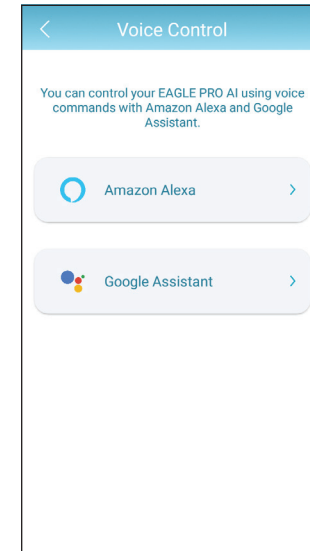 Voice Control
You can control your EAGLE PRO AI using voice
commands with Amazon Alexa and Google
Assistant.
Amazon Alexa
Google Assistant